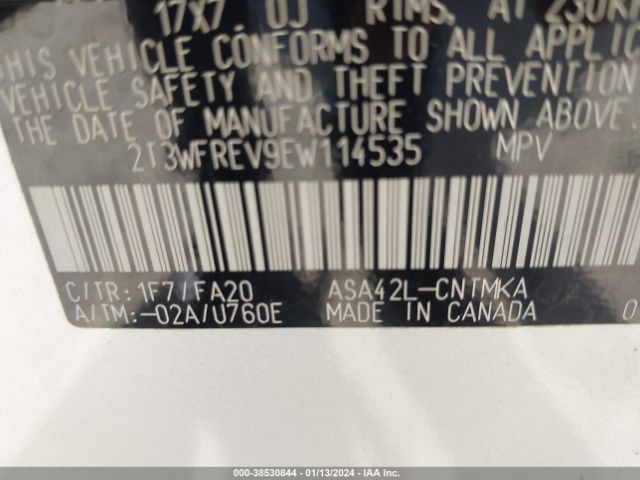 17X7.0J RIMS, AT 230KP
THIS VEHICLE CONFORMS TO ALL APPLIC
VEHICLE SAFETY AND THEFT PREVENTION
THE DATE OF MANUFACTURE SHOWN ABOVE.
2T3WFREV9EW114535 MPV
C/TR: 1F7/FA20 ASA42L-CNTMKA
A/TM:-02A/U760E MADE IN CANADA 0
000-38530844 - 01/13/2024 - IAA Inc.